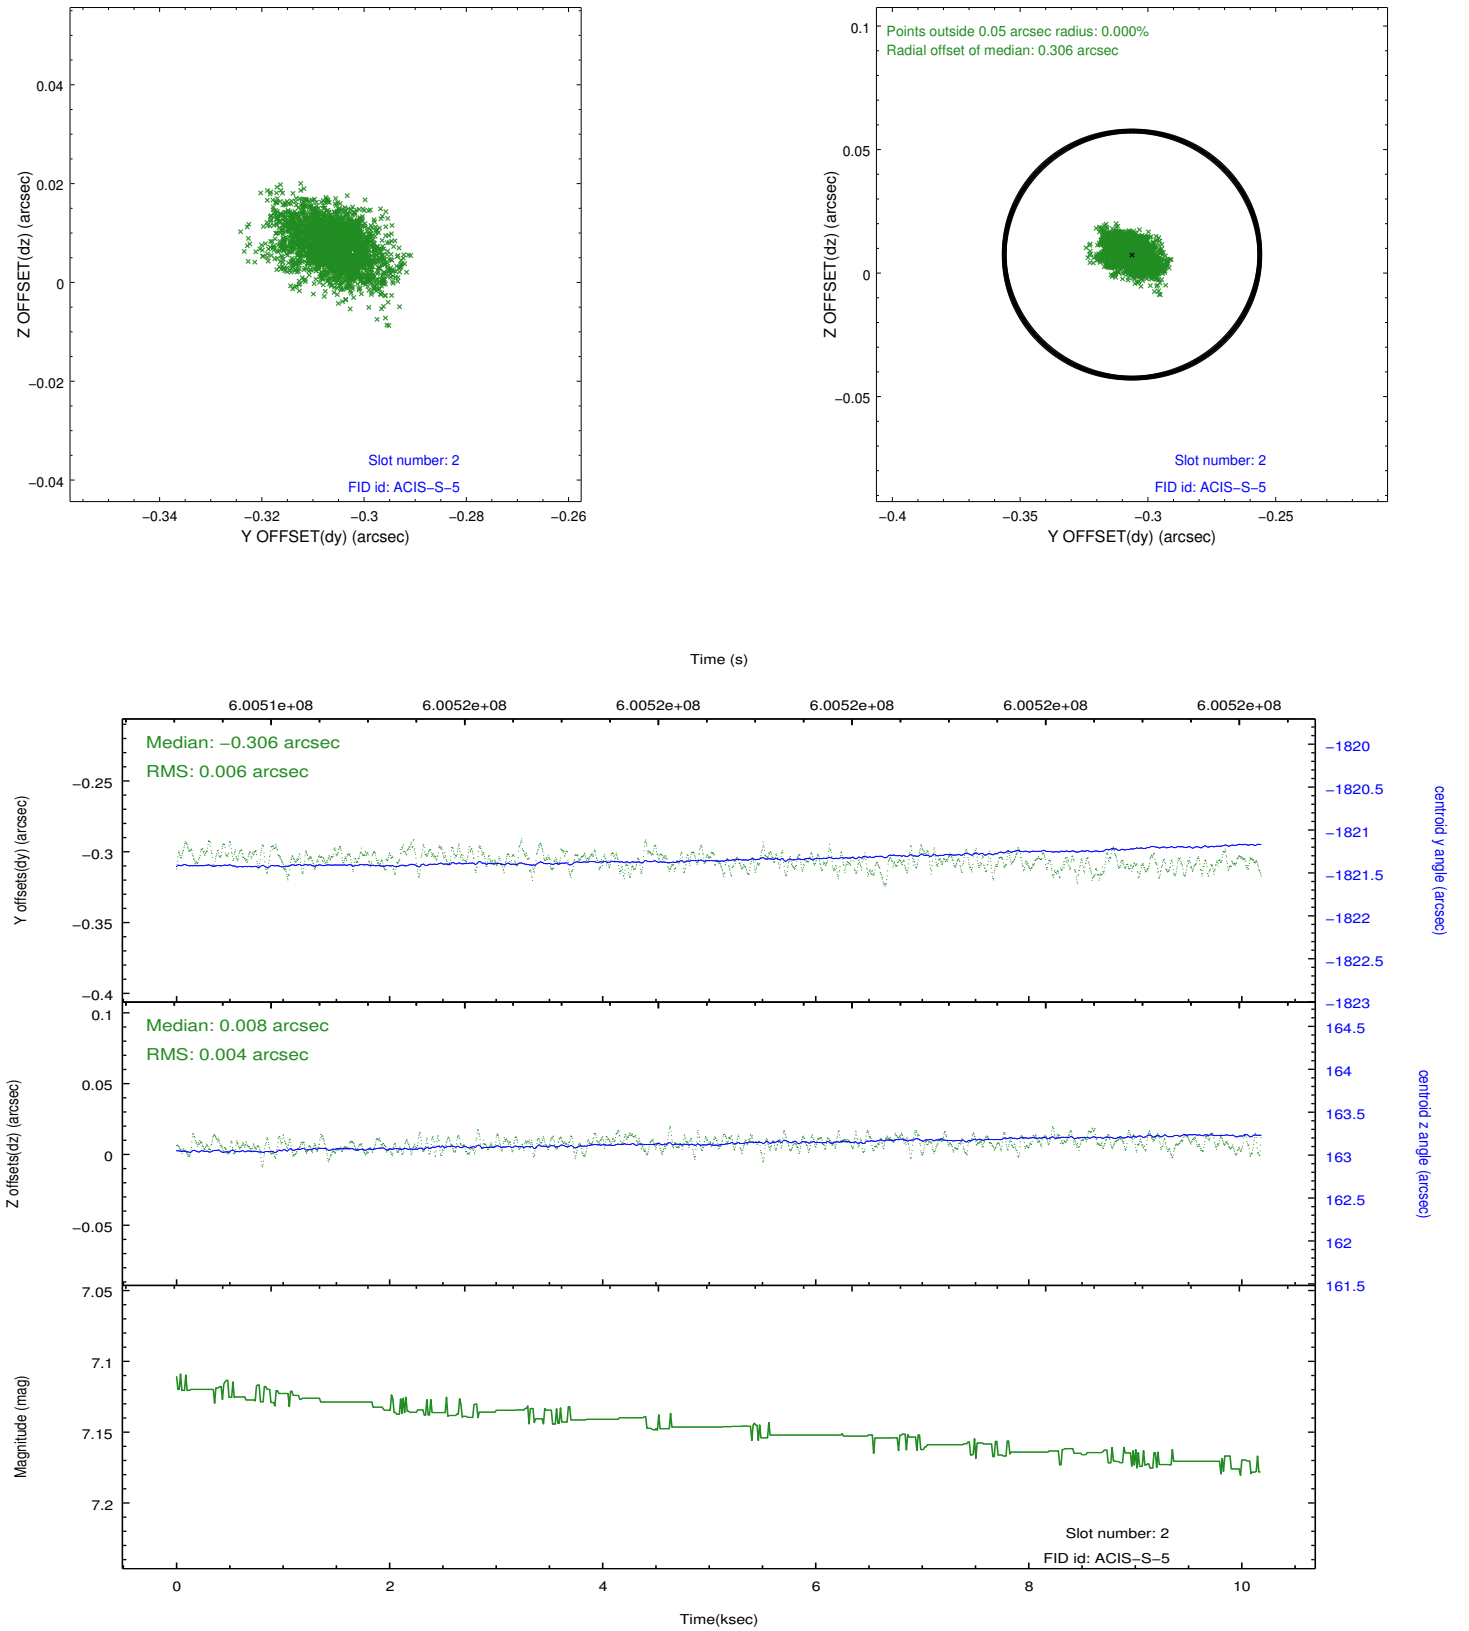 0.04
0.02
0
−0.02
−0.04
Z OFFSET(dz) (arcsec)
Slot number: 2
FID id: ACIS−S−5
−0.34 −0.32 −0.3 −0.28 −0.26
Y OFFSET(dy) (arcsec)
Points outside 0.05 arcsec radius: 0.000%
Radial offset of median: 0.306 arcsec
0.1
0.05
0
−0.05
Z OFFSET(dz) (arcsec)
Slot number: 2
FID id: ACIS−S−5
−0.4 −0.35 −0.3 −0.25
Y OFFSET(dy) (arcsec)
Time (s)
6.0051e+08 6.0052e+08 6.0052e+08 6.0052e+08 6.0052e+08 6.0052e+08
Median: −0.306 arcsec
RMS: 0.006 arcsec
Y offsets(dy) (arcsec)
−0.25
−0.3
−0.35
−0.4
−1820
−1820.5
−1821
−1821.5
−1822
−1822.5
−1823
centroid y angle (arcsec)
Median: 0.008 arcsec
RMS: 0.004 arcsec
Z offsets(dz) (arcsec)
0.1
0.05
0
−0.05
164.5
164
163.5
163
162.5
162
161.5
centroid z angle (arcsec)
Magnitude (mag)
7.05
7.1
7.15
7.2
Slot number: 2
FID id: ACIS−S−5
0 2 4 6 8 10
Time(ksec)